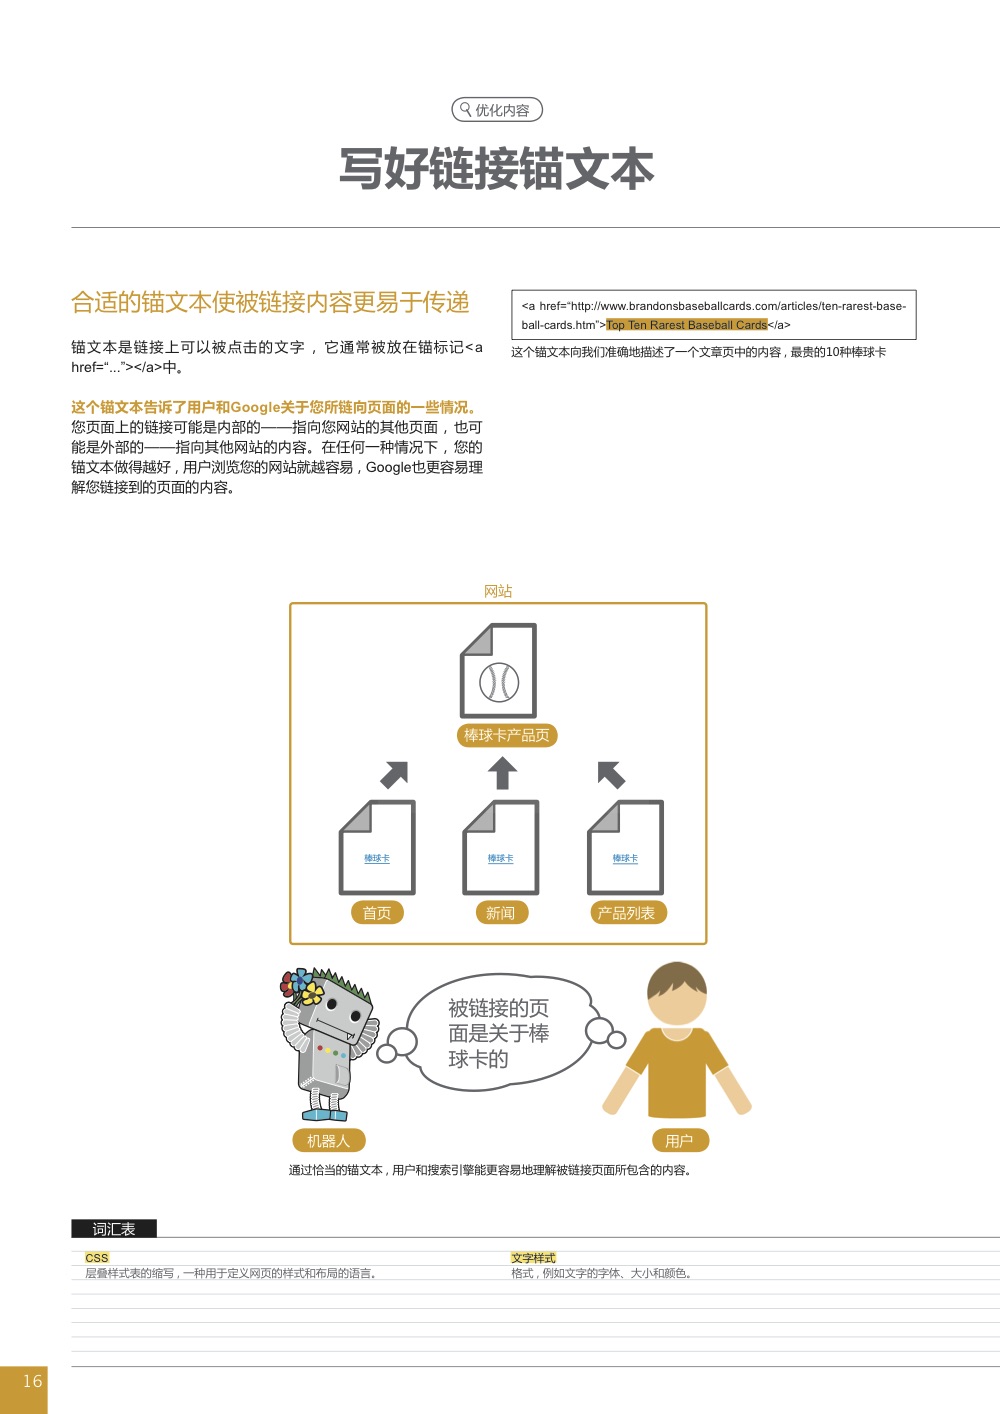 优化内容
写好链接锚文本
合适的锚文本使被链接内容更易于传递
锚文本是链接上可以被点击的文字，它通常被放在锚标记<a
href=“...”></a>中。
这个锚文本告诉了用户和Google关于您所链向页面的一些情况。
您页面上的链接可能是内部的——指向您网站的其他页面，也可
能是外部的——指向其他网站的内容。在任何一种情况下，您的
锚文本做得越好，用户浏览您的网站就越容易，Google也更容易理
解您链接到的页面的内容。
<a href=“http://www.brandonsbaseballcards.com/articles/ten-rarest-base-
ball-cards.htm”>Top Ten Rarest Baseball Cards</a>
这个锚文本向我们准确地描述了一个文章页中的内容，最贵的10种棒球卡
网站
棒球卡产品页
棒球卡 棒球卡 棒球卡
首页 新闻 产品列表
被链接的页
面是关于棒
球卡的
机器人 用户
通过恰当的锚文本，用户和搜索引擎能更容易地理解被链接页面所包含的内容。
词汇表
CSS
层叠样式表的缩写，一种用于定义网页的样式和布局的语言。
文字样式
格式，例如文字的字体、大小和颜色。
16